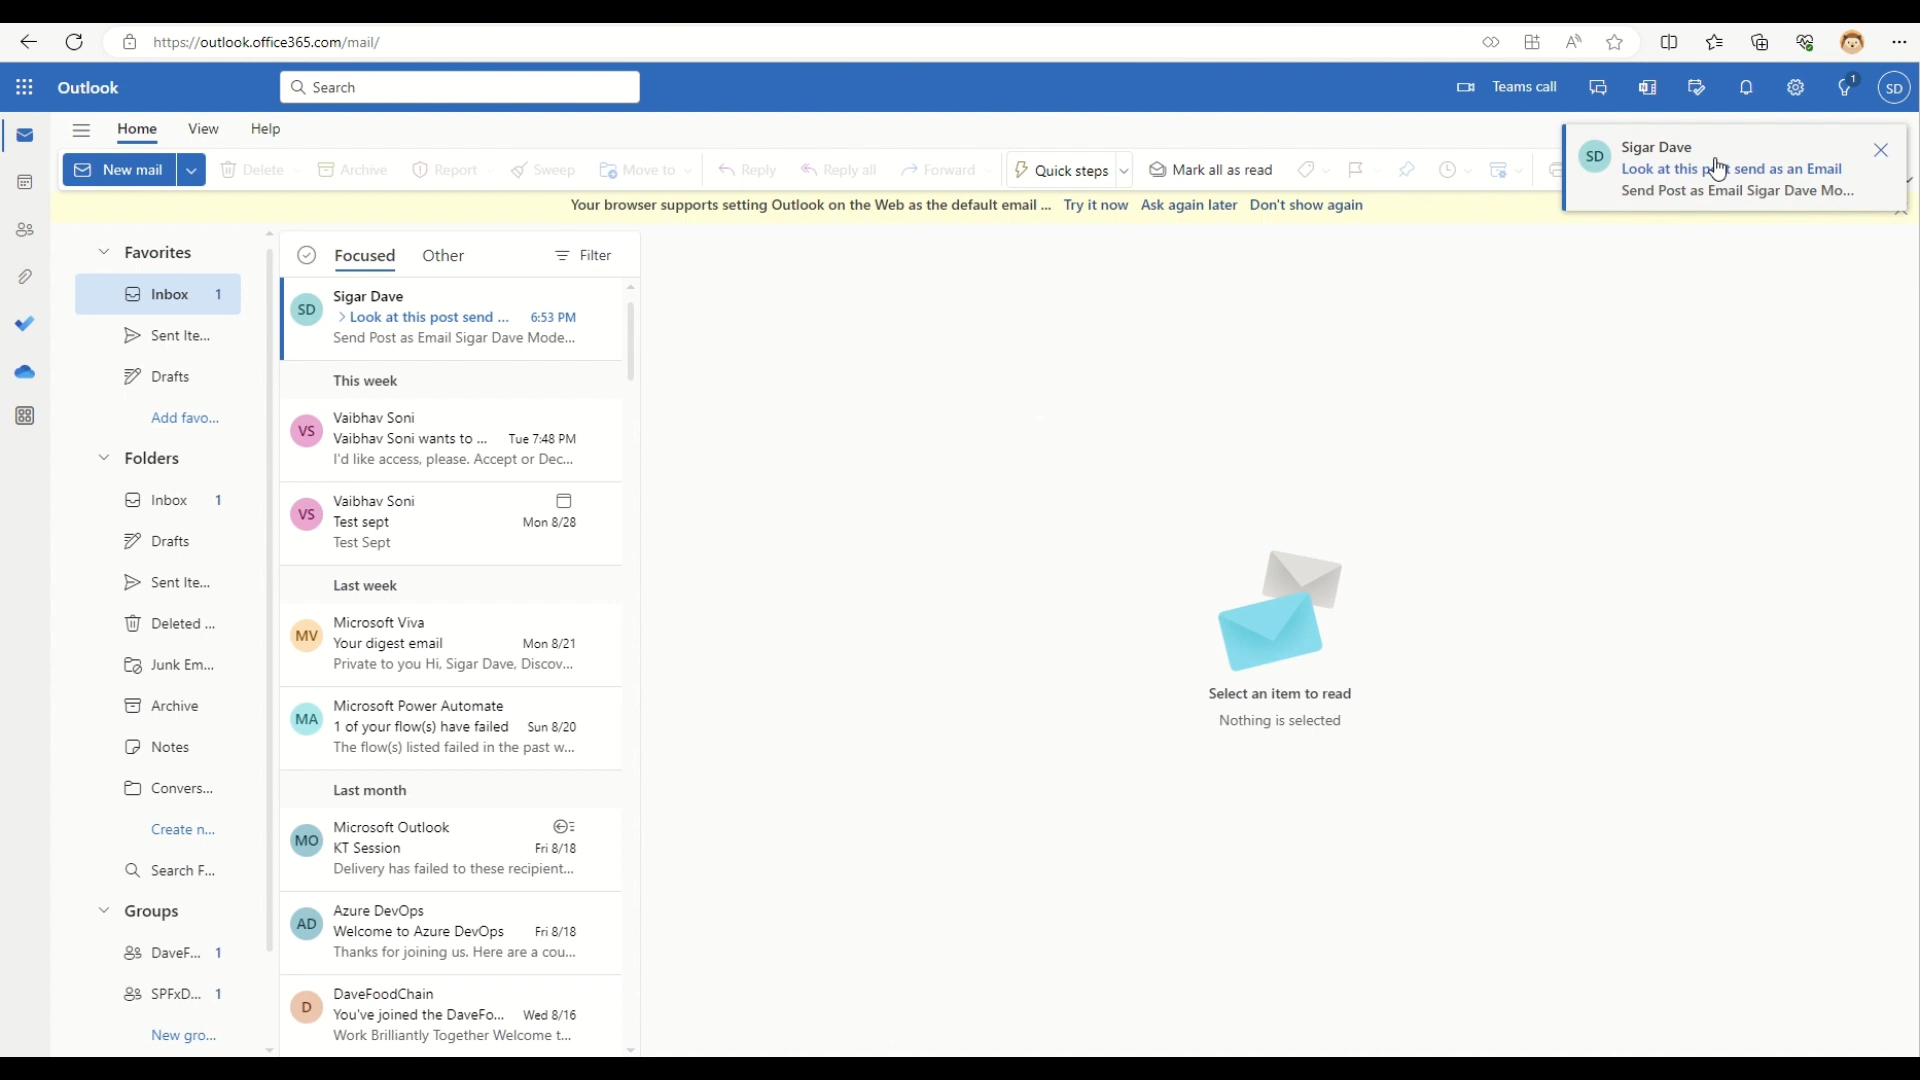 https://outlook.office365.com/mail/
Outlook
Search
Teams call
1
SD
Home View Help
New mail
Delete
Archive
Report
Sweep
Move to
Reply
Reply all
Forward
Quick steps
Mark all as read
SD
Sigar Dave
Look at this send as an Email
Send Post as Email Sigar Dave Mo...
Your browser supports setting Outlook on the Web as the default email ... Try it now Ask again later Don't show again
Favorites
Inbox 1
Sent Ite...
Drafts
Add favo...
Folders
Inbox 1
Drafts
Sent Ite...
Deleted ...
Junk Em...
Archive
Notes
Convers...
Create n...
Search F...
Groups
DaveF... 1
SPFxD... 1
New gro...
Focused Other Filter
SD
Sigar Dave
Look at this post send ... 6:53 PM
Send Post as Email Sigar Dave Mode...
This week
VS
Vaibhav Soni
Vaibhav Soni wants to ... Tue 7:48 PM
I'd like access, please. Accept or Dec...
VS
Vaibhav Soni
Test sept Mon 8/28
Test Sept
Last week
MV
Microsoft Viva
Your digest email Mon 8/21
Private to you Hi, Sigar Dave, Discov...
MA
Microsoft Power Automate
1 of your flow(s) have failed Sun 8/20
The flow(s) listed failed in the past w...
Last month
MO
Microsoft Outlook
KT Session Fri 8/18
Delivery has failed to these recipient...
AD
Azure DevOps
Welcome to Azure DevOps Fri 8/18
Thanks for joining us. Here are a cou...
D
DaveFoodChain
You've joined the DaveFo... Wed 8/16
Work Brilliantly Together Welcome t...
Select an item to read
Nothing is selected